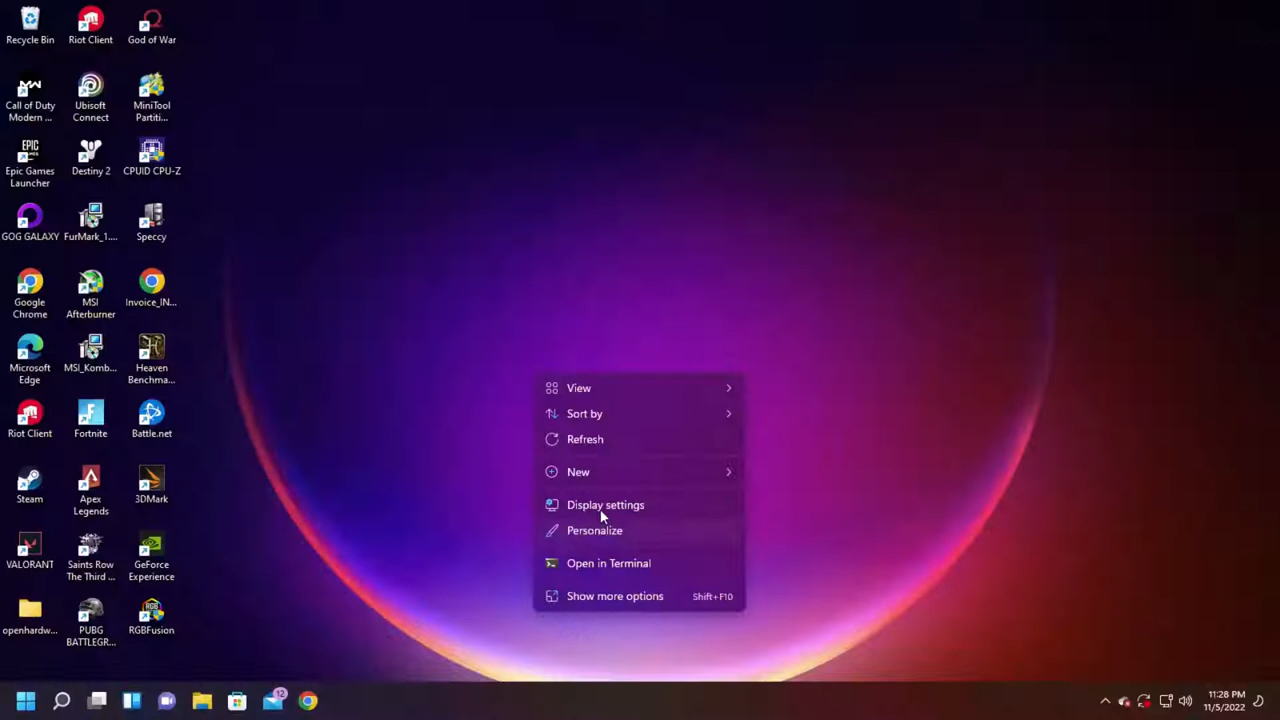 Recycle Bin
Riot Client
God of War
Call of Duty
Modern ...
Ubisoft
Connect
MiniTool
Partiti...
Epic Games
Launcher
Destiny 2
CPUID CPU-Z
GOG GALAXY
FurMark_1....
Speccy
Google
Chrome
MSI
Afterburner
Invoice_IN...
Microsoft
Edge
MSI_Komb...
Heaven
Benchma...
Riot Client
Fortnite
Battle.net
Steam
Apex
Legends
3DMark
VALORANT
Saints Row
The Third ...
GeForce
Experience
openhardw...
PUBG
BATTLEGR...
RGBFusion
View
Sort by
Refresh
New
Display settings
Personalize
Open in Terminal
Show more options Shift+F10
12
11:28 PM
11/5/2022